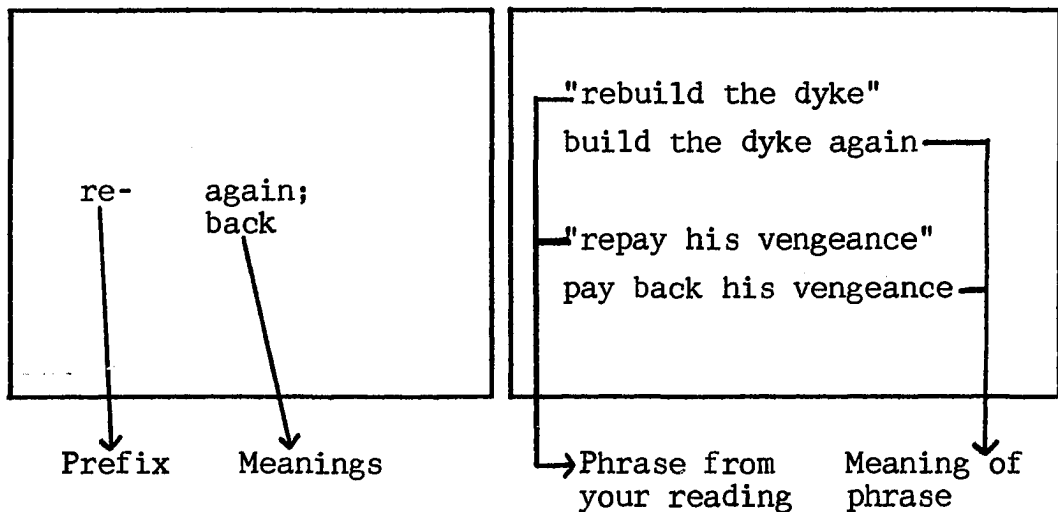 re- again;
back
"rebuild the dyke"
build the dyke again
"repay his vengeance"
pay back his vengeance
Prefix Meanings
Phrase from
your reading
Meaning of
phrase